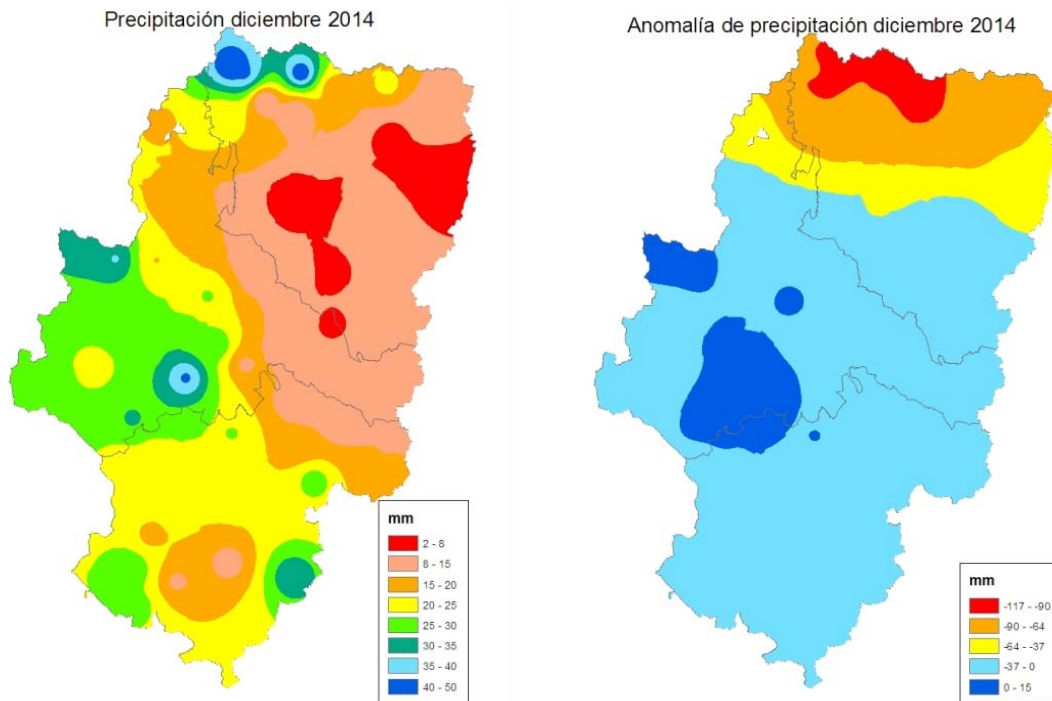 Precipitación diciembre 2014
mm
2 - 8
8 - 15
15 - 20
20 - 25
25 - 30
30 - 35
35 - 40
40 - 50
Anomalía de precipitación diciembre 2014
mm
-117 - -90
-90 - -64
-64 - -37
-37 - 0
0 - 15